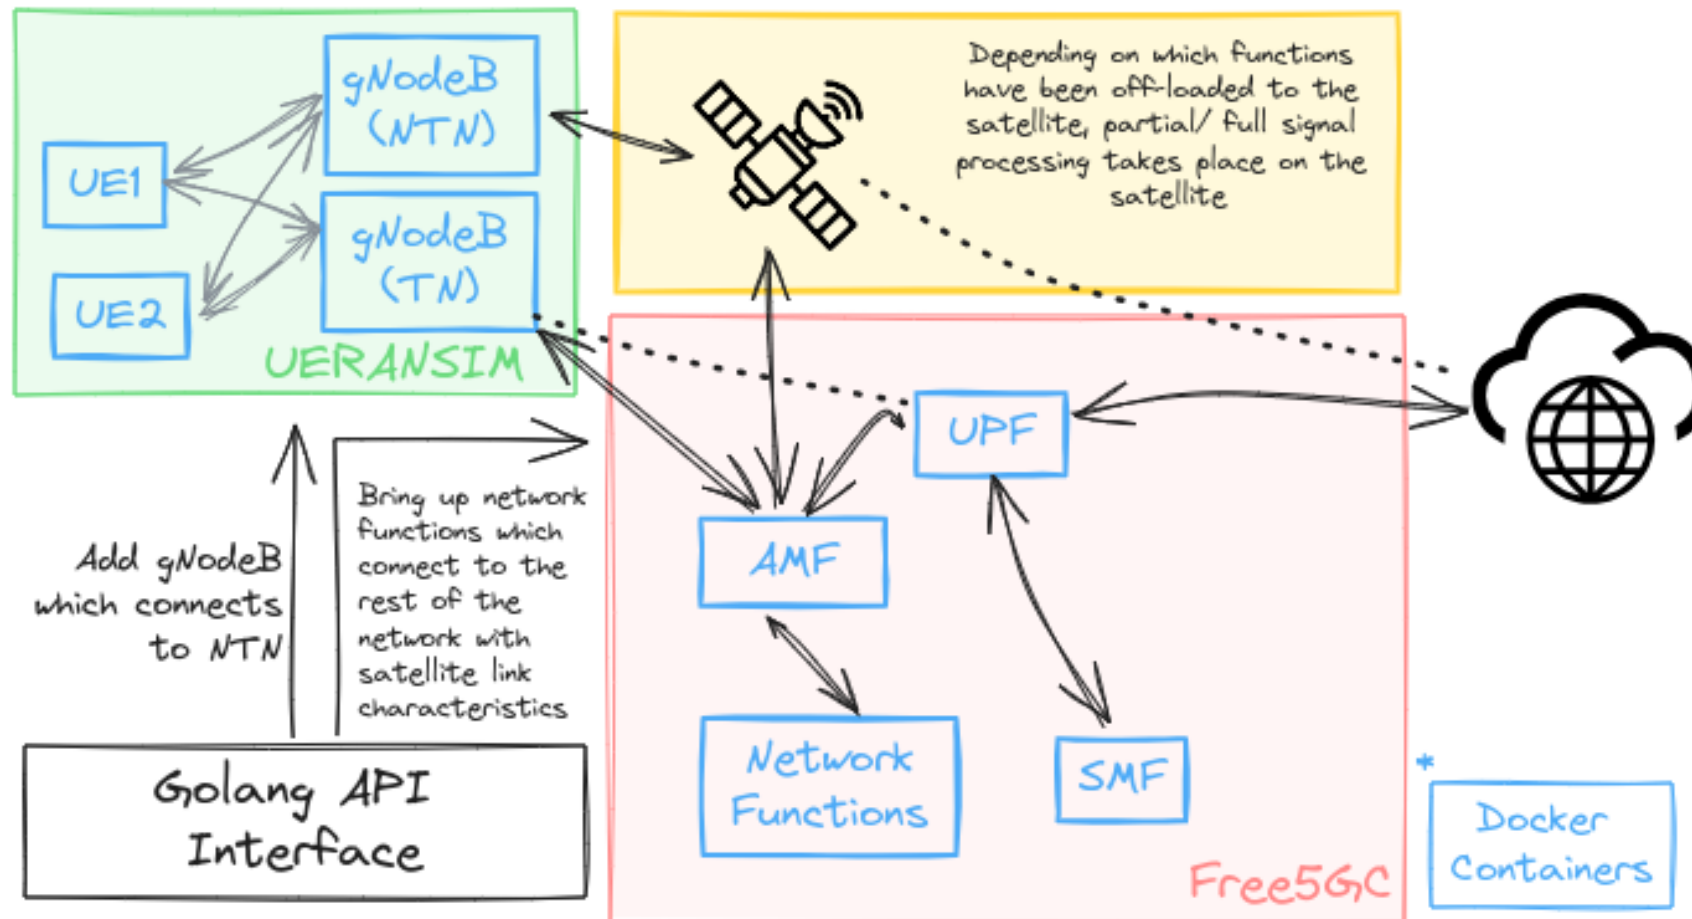 gNodeB
(NTN)
UE1
gNodeB
(TN)
UE2
UERANSIM
Depending on which functions
have been off-loaded to the
satellite, partial/ full signal
processing takes place on the
satellite
UPF
AMF
Network
Functions
SMF
Free5GC
Add gNodeB
which connects
to NTN
Bring up network
functions which
connect to the
rest of the
network with
satellite link
characteristics
Golang API
Interface
*
Docker
Containers